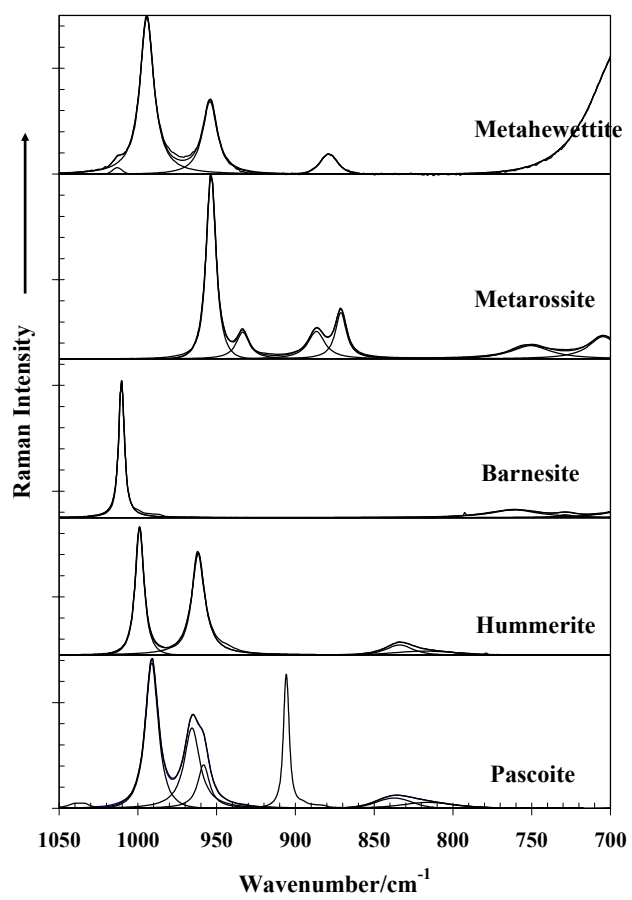 Metahewettite
Metarossite
Barnesite
Hummerite
Pascoite
Raman Intensity
1050 1000 950 900 850 800 750 700
Wavenumber/cm⁻¹